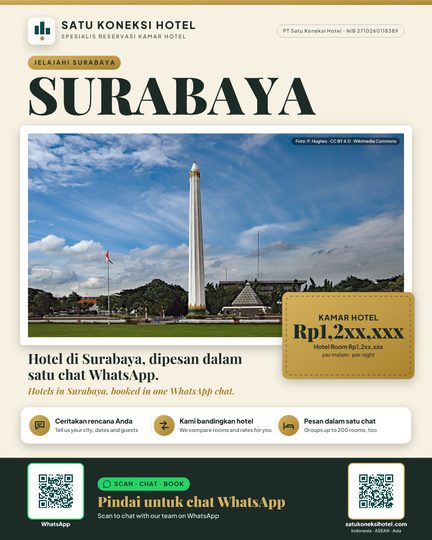 SATU KONEKSI HOTEL
SPESIALIS RESERVASI KAMAR HOTEL
PT Satu Koneksi Hotel · NIB 2710260118389
JELAJAHI SURABAYA
SURABAYA
Foto: P. Hughes · CC BY 4.0 · Wikimedia Commons
KAMAR HOTEL
Rp1,2xx,xxx
Hotel Room Rp1,2xx,xxx
per malam · per night
Hotel di Surabaya, dipesan dalam
satu chat WhatsApp.
Hotels in Surabaya, booked in one WhatsApp chat.
Ceritakan rencana Anda
Tell us your city, dates and guests
Kami bandingkan hotel
We compare rooms and rates for you
Pesan dalam satu chat
Groups up to 200 rooms, too
SCAN · CHAT · BOOK
Pindai untuk chat WhatsApp
Scan to chat with our team on WhatsApp
WhatsApp
satukoneksihotel.com
Indonesia · ASEAN · Asia